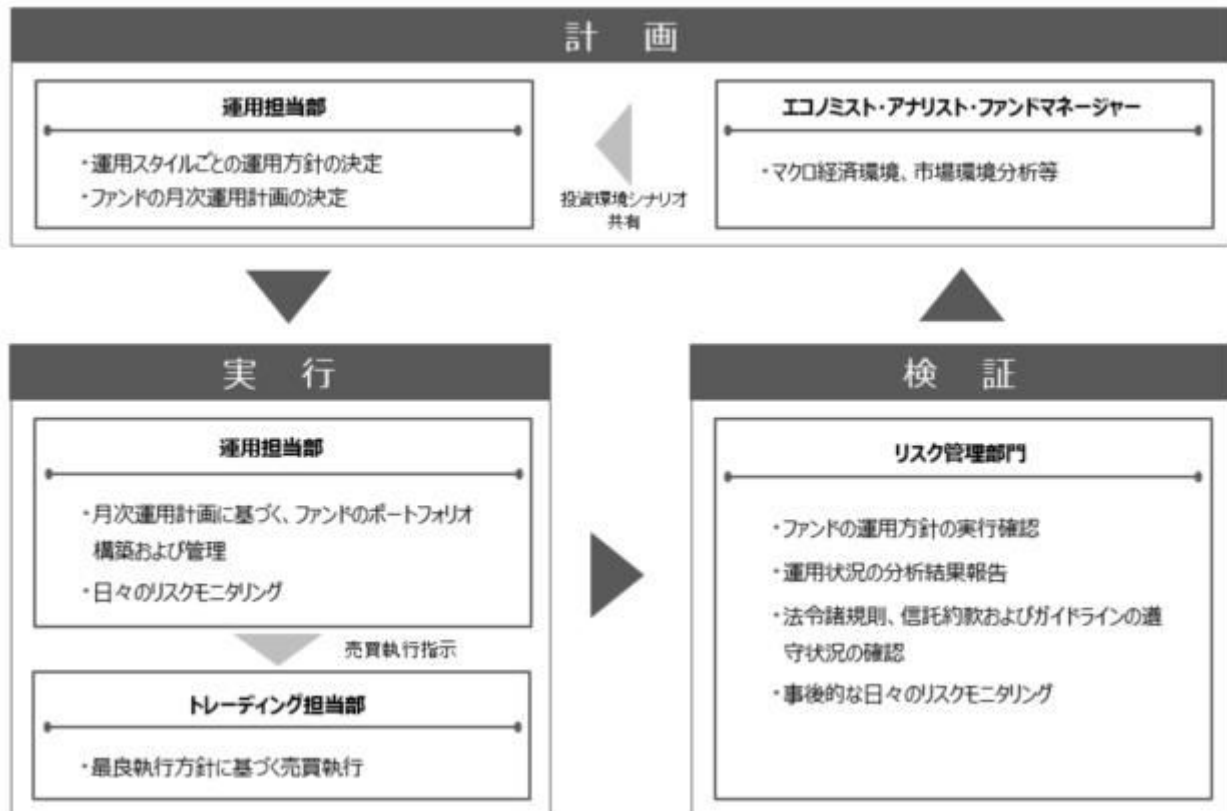 計 画
運用担当部
・運用スタイルごとの運用方針の決定
・ファンドの月次運用計画の決定
投資環境シナリオ
共有
エコノミスト・アナリスト・ファンドマネージャー
・マクロ経済環境、市場環境分析等
実 行
運用担当部
・月次運用計画に基づく、ファンドのポートフォリオ
構築および管理
・日々のリスクモニタリング
売買執行指示
トレーディング担当部
・最良執行方針に基づく売買執行
検 証
リスク管理部門
・ファンドの運用方針の実行確認
・運用状況の分析結果報告
・法令諸規則、信託約款およびガイドラインの遵
守状況の確認
・事後的な日々のリスクモニタリング